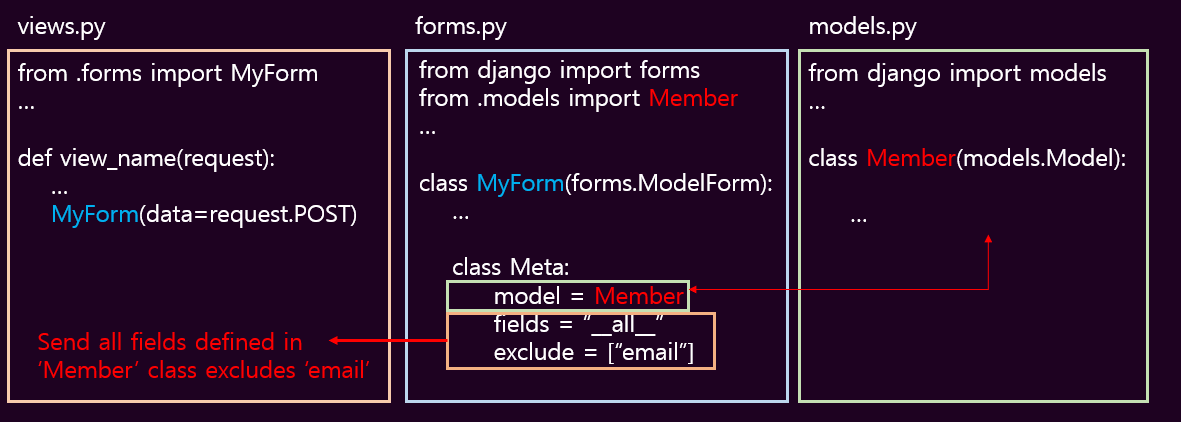 views.py
from .forms import MyForm
...
def view_name(request):
...
MyForm(data=request.POST)
Send all fields defined in
‘Member’ class excludes ‘email’
forms.py
from django import forms
from .models import Member
...
class MyForm(forms.ModelForm):
...
class Meta:
model = Member
fields = “__all__”
exclude = [“email”]
models.py
from django import models
...
class Member(models.Model):
...